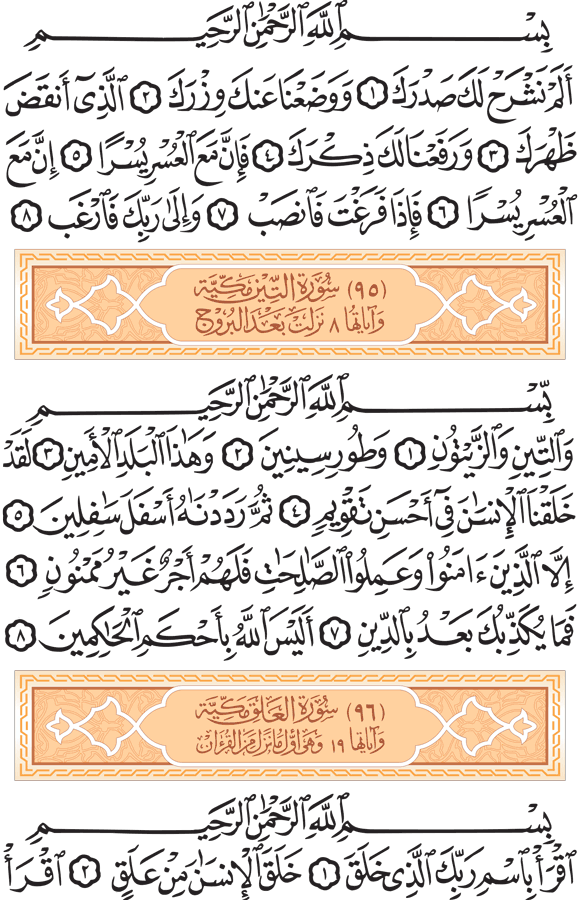 بِسْمِ ٱللَّهِ ٱلرَّحْمَٰنِ ٱلرَّحِيمِ
أَلَمْ نَشْرَحْ لَكَ صَدْرَكَ ١ وَوَضَعْنَا عَنكَ وِزْرَكَ ٢ ٱلَّذِىٓ أَنقَضَ
ظَهْرَكَ ٣ وَرَفَعْنَا لَكَ ذِكْرَكَ ٤ فَإِنَّ مَعَ ٱلْعُسْرِ يُسْرًا ٥ إِنَّ مَعَ
ٱلْعُسْرِ يُسْرًا ٦ فَإِذَا فَرَغْتَ فَٱنصَبْ ٧ وَإِلَىٰ رَبِّكَ فَٱرْغَب ٨
(٩٥) سُورَةُ التِّينِ مَكِّيَّة
وَآيَاتُهَا ٨ نَزَلَتْ بَعْدَ الْبُرُوجِ
بِّسْمِ ٱللَّهِ ٱلرَّحْمَٰنِ ٱلرَّحِيمِ
وَٱلتِّينِ وَٱلزَّيْتُونِ ١ وَطُورِ سِينِينَ ٢ وَهَٰذَا ٱلْبَلَدِ ٱلْأَمِينِ ٣ لَقَدْ
خَلَقْنَا ٱلْإِنسَٰنَ فِىٓ أَحْسَنِ تَقْوِيمٍ ٤ ثُمَّ رَدَدْنَٰهُ أَسْفَلَ سَٰفِلِينَ ٥
إِلَّا ٱلَّذِينَ ءَامَنُوا۟ وَعَمِلُوا۟ ٱلصَّٰلِحَٰتِ فَلَهُمْ أَجْرٌ غَيْرُ مَمْنُونٍ ٦
فَمَا يُكَذِّبُكَ بَعْدُ بِٱلدِّينِ ٧ أَلَيْسَ ٱللَّهُ بِأَحْكَمِ ٱلْحَٰكِمِينَ ٨
(٩٦) سُورَةُ الْعَلَقِ مَكِّيَّة
وَآيَاتُهَا ١٩ وَهِيَ أَوَّلُ مَا نَزَلَ مِنَ الْقُرْآن
بِسْمِ ٱللَّهِ ٱلرَّحْمَٰنِ ٱلرَّحِيمِ
ٱقْرَأْ بِٱسْمِ رَبِّكَ ٱلَّذِى خَلَقَ ١ خَلَقَ ٱلْإِنسَٰنَ مِنْ عَلَقٍ ٢ ٱقْرَأْ